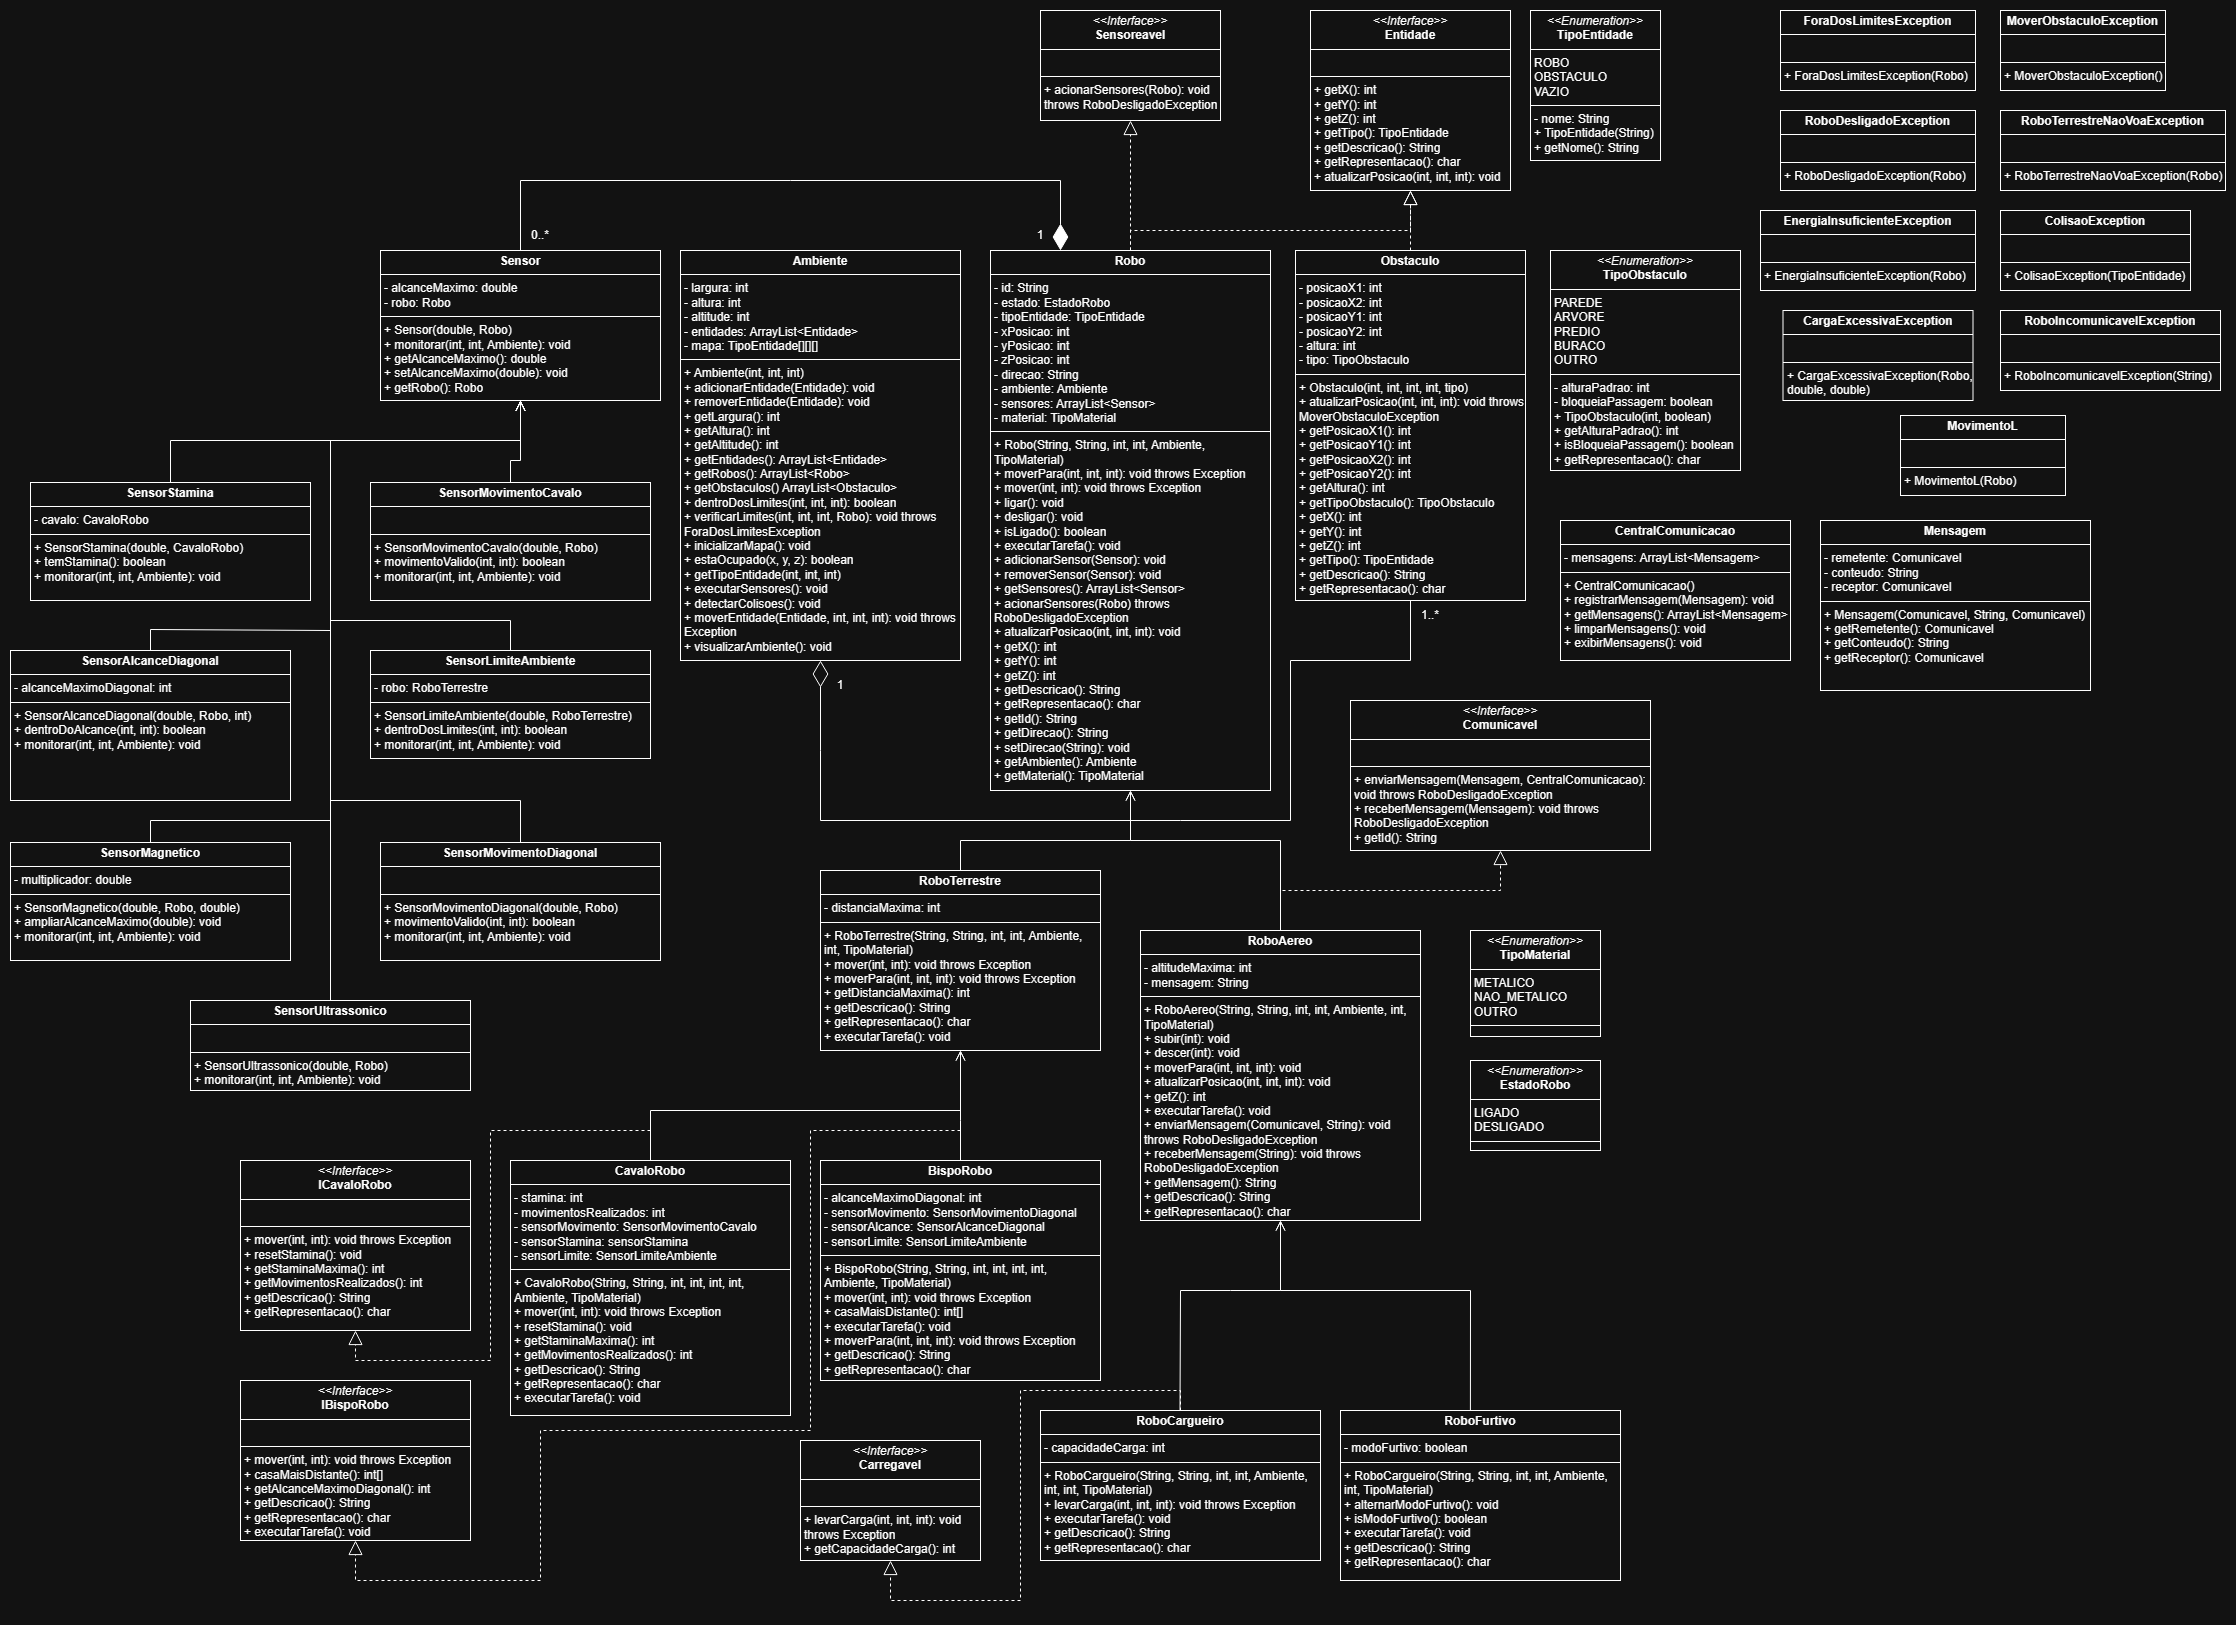 <<Interface>>
Sensoreavel
+ acionarSensores(Robo): void
throws RoboDesligadoException
<<Interface>>
Entidade
+ getX(): int
+ getY(): int
+ getZ(): int
+ getTipo(): TipoEntidade
+ getDescricao(): String
+ getRepresentacao(): char
+ atualizarPosicao(int, int, int): void
<<Enumeration>>
TipoEntidade
ROBO
OBSTACULO
VAZIO
- nome: String
+ TipoEntidade(String)
+ getNome(): String
ForaDosLimitesException
+ ForaDosLimitesException(Robo)
MoverObstaculoException
+ MoverObstaculoException()
RoboDesligadoException
+ RoboDesligadoException(Robo)
RoboTerrestreNaoVoaException
+ RoboTerrestreNaoVoaException(Robo)
EnergiaInsuficienteException
+ EnergiaInsuficienteException(Robo)
ColisaoException
+ ColisaoException(TipoEntidade)
CargaExcessivaException
+ CargaExcessivaException(Robo,
double, double)
RoboIncomunicavelException
+ RoboIncomunicavelException(String)
MovimentoL
+ MovimentoL(Robo)
0..*
1
Sensor
- alcanceMaximo: double
- robo: Robo
+ Sensor(double, Robo)
+ monitorar(int, int, Ambiente): void
+ getAlcanceMaximo(): double
+ setAlcanceMaximo(double): void
+ getRobo(): Robo
Ambiente
- largura: int
- altura: int
- altitude: int
- entidades: ArrayList<Entidade>
- mapa: TipoEntidade[][][]
+ Ambiente(int, int, int)
+ adicionarEntidade(Entidade): void
+ removerEntidade(Entidade): void
+ getLargura(): int
+ getAltura(): int
+ getAltitude(): int
+ getEntidades(): ArrayList<Entidade>
+ getRobos(): ArrayList<Robo>
+ getObstaculos() ArrayList<Obstaculo>
+ dentroDosLimites(int, int, int): boolean
+ verificarLimites(int, int, int, Robo): void throws
ForaDosLimitesException
+ inicializarMapa(): void
+ estaOcupado(x, y, z): boolean
+ getTipoEntidade(int, int, int)
+ executarSensores(): void
+ detectarColisoes(): void
+ moverEntidade(Entidade, int, int, int): void throws
Exception
+ visualizarAmbiente(): void
1
Robo
- id: String
- estado: EstadoRobo
- tipoEntidade: TipoEntidade
- xPosicao: int
- yPosicao: int
- zPosicao: int
- direcao: String
- ambiente: Ambiente
- sensores: ArrayList<Sensor>
- material: TipoMaterial
+ Robo(String, String, int, int, Ambiente,
TipoMaterial)
+ moverPara(int, int, int): void throws Exception
+ mover(int, int): void throws Exception
+ ligar(): void
+ desligar(): void
+ isLigado(): boolean
+ executarTarefa(): void
+ adicionarSensor(Sensor): void
+ removerSensor(Sensor): void
+ getSensores(): ArrayList<Sensor>
+ acionarSensores(Robo) throws
RoboDesligadoException
+ atualizarPosicao(int, int, int): void
+ getX(): int
+ getY(): int
+ getZ(): int
+ getDescricao(): String
+ getRepresentacao(): char
+ getId(): String
+ getDirecao(): String
+ setDirecao(String): void
+ getAmbiente(): Ambiente
+ getMaterial(): TipoMaterial
Obstaculo
- posicaoX1: int
- posicaoX2: int
- posicaoY1: int
- posicaoY2: int
- altura: int
- tipo: TipoObstaculo
+ Obstaculo(int, int, int, int, tipo)
+ atualizarPosicao(int, int, int): void throws
MoverObstaculoException
+ getPosicaoX1(): int
+ getPosicaoY1(): int
+ getPosicaoX2(): int
+ getPosicaoY2(): int
+ getAltura(): int
+ getTipoObstaculo(): TipoObstaculo
+ getX(): int
+ getY(): int
+ getZ(): int
+ getTipo(): TipoEntidade
+ getDescricao(): String
+ getRepresentacao(): char
1..*
<<Enumeration>>
TipoObstaculo
PAREDE
ARVORE
PREDIO
BURACO
OUTRO
- alturaPadrao: int
- bloqueiaPassagem: boolean
+ TipoObstaculo(int, boolean)
+ getAlturaPadrao(): int
+ isBloqueiaPassagem(): boolean
+ getRepresentacao(): char
CentralComunicacao
- mensagens: ArrayList<Mensagem>
+ CentralComunicacao()
+ registrarMensagem(Mensagem): void
+ getMensagens(): ArrayList<Mensagem>
+ limparMensagens(): void
+ exibirMensagens(): void
Mensagem
- remetente: Comunicavel
- conteudo: String
- receptor: Comunicavel
+ Mensagem(Comunicavel, String, Comunicavel)
+ getRemetente(): Comunicavel
+ getConteudo(): String
+ getReceptor(): Comunicavel
SensorStamina
- cavalo: CavaloRobo
+ SensorStamina(double, CavaloRobo)
+ temStamina(): boolean
+ monitorar(int, int, Ambiente): void
SensorMovimentoCavalo
+ SensorMovimentoCavalo(double, Robo)
+ movimentoValido(int, int): boolean
+ monitorar(int, int, Ambiente): void
SensorAlcanceDiagonal
- alcanceMaximoDiagonal: int
+ SensorAlcanceDiagonal(double, Robo, int)
+ dentroDoAlcance(int, int): boolean
+ monitorar(int, int, Ambiente): void
SensorLimiteAmbiente
- robo: RoboTerrestre
+ SensorLimiteAmbiente(double, RoboTerrestre)
+ dentroDosLimites(int, int): boolean
+ monitorar(int, int, Ambiente): void
SensorMagnetico
- multiplicador: double
+ SensorMagnetico(double, Robo, double)
+ ampliarAlcanceMaximo(double): void
+ monitorar(int, int, Ambiente): void
SensorMovimentoDiagonal
+ SensorMovimentoDiagonal(double, Robo)
+ movimentoValido(int, int): boolean
+ monitorar(int, int, Ambiente): void
SensorUltrassonico
+ SensorUltrassonico(double, Robo)
+ monitorar(int, int, Ambiente): void
<<Interface>>
Comunicavel
+ enviarMensagem(Mensagem, CentralComunicacao):
void throws RoboDesligadoException
+ receberMensagem(Mensagem): void throws
RoboDesligadoException
+ getId(): String
RoboTerrestre
- distanciaMaxima: int
+ RoboTerrestre(String, String, int, int, Ambiente,
int, TipoMaterial)
+ mover(int, int): void throws Exception
+ moverPara(int, int, int): void throws Exception
+ getDistanciaMaxima(): int
+ getDescricao(): String
+ getRepresentacao(): char
+ executarTarefa(): void
RoboAereo
- altitudeMaxima: int
- mensagem: String
+ RoboAereo(String, String, int, int, Ambiente, int,
TipoMaterial)
+ subir(int): void
+ descer(int): void
+ moverPara(int, int, int): void
+ atualizarPosicao(int, int, int): void
+ getZ(): int
+ executarTarefa(): void
+ enviarMensagem(Comunicavel, String): void
throws RoboDesligadoException
+ receberMensagem(String): void throws
RoboDesligadoException
+ getMensagem(): String
+ getDescricao(): String
+ getRepresentacao(): char
<<Enumeration>>
TipoMaterial
METALICO
NAO_METALICO
OUTRO
<<Enumeration>>
EstadoRobo
LIGADO
DESLIGADO
<<Interface>>
ICavaloRobo
+ mover(int, int): void throws Exception
+ resetStamina(): void
+ getStaminaMaxima(): int
+ getMovimentosRealizados(): int
+ getDescricao(): String
+ getRepresentacao(): char
CavaloRobo
- stamina: int
- movimentosRealizados: int
- sensorMovimento: SensorMovimentoCavalo
- sensorStamina: sensorStamina
- sensorLimite: SensorLimiteAmbiente
+ CavaloRobo(String, String, int, int, int, int,
Ambiente, TipoMaterial)
+ mover(int, int): void throws Exception
+ resetStamina(): void
+ getStaminaMaxima(): int
+ getMovimentosRealizados(): int
+ getDescricao(): String
+ getRepresentacao(): char
+ executarTarefa(): void
BispoRobo
- alcanceMaximoDiagonal: int
- sensorMovimento: SensorMovimentoDiagonal
- sensorAlcance: SensorAlcanceDiagonal
- sensorLimite: SensorLimiteAmbiente
+ BispoRobo(String, String, int, int, int, int,
Ambiente, TipoMaterial)
+ mover(int, int): void throws Exception
+ casaMaisDistante(): int[]
+ executarTarefa(): void
+ moverPara(int, int, int): void throws Exception
+ getDescricao(): String
+ getRepresentacao(): char
<<Interface>>
IBispoRobo
+ mover(int, int): void throws Exception
+ casaMaisDistante(): int[]
+ getAlcanceMaximoDiagonal(): int
+ getDescricao(): String
+ getRepresentacao(): char
+ executarTarefa(): void
<<Interface>>
Carregavel
+ levarCarga(int, int, int): void
throws Exception
+ getCapacidadeCarga(): int
RoboCargueiro
- capacidadeCarga: int
+ RoboCargueiro(String, String, int, int, Ambiente,
int, int, TipoMaterial)
+ levarCarga(int, int, int): void throws Exception
+ executarTarefa(): void
+ getDescricao(): String
+ getRepresentacao(): char
RoboFurtivo
- modoFurtivo: boolean
+ RoboCargueiro(String, String, int, int, Ambiente,
int, TipoMaterial)
+ alternarModoFurtivo(): void
+ isModoFurtivo(): boolean
+ executarTarefa(): void
+ getDescricao(): String
+ getRepresentacao(): char